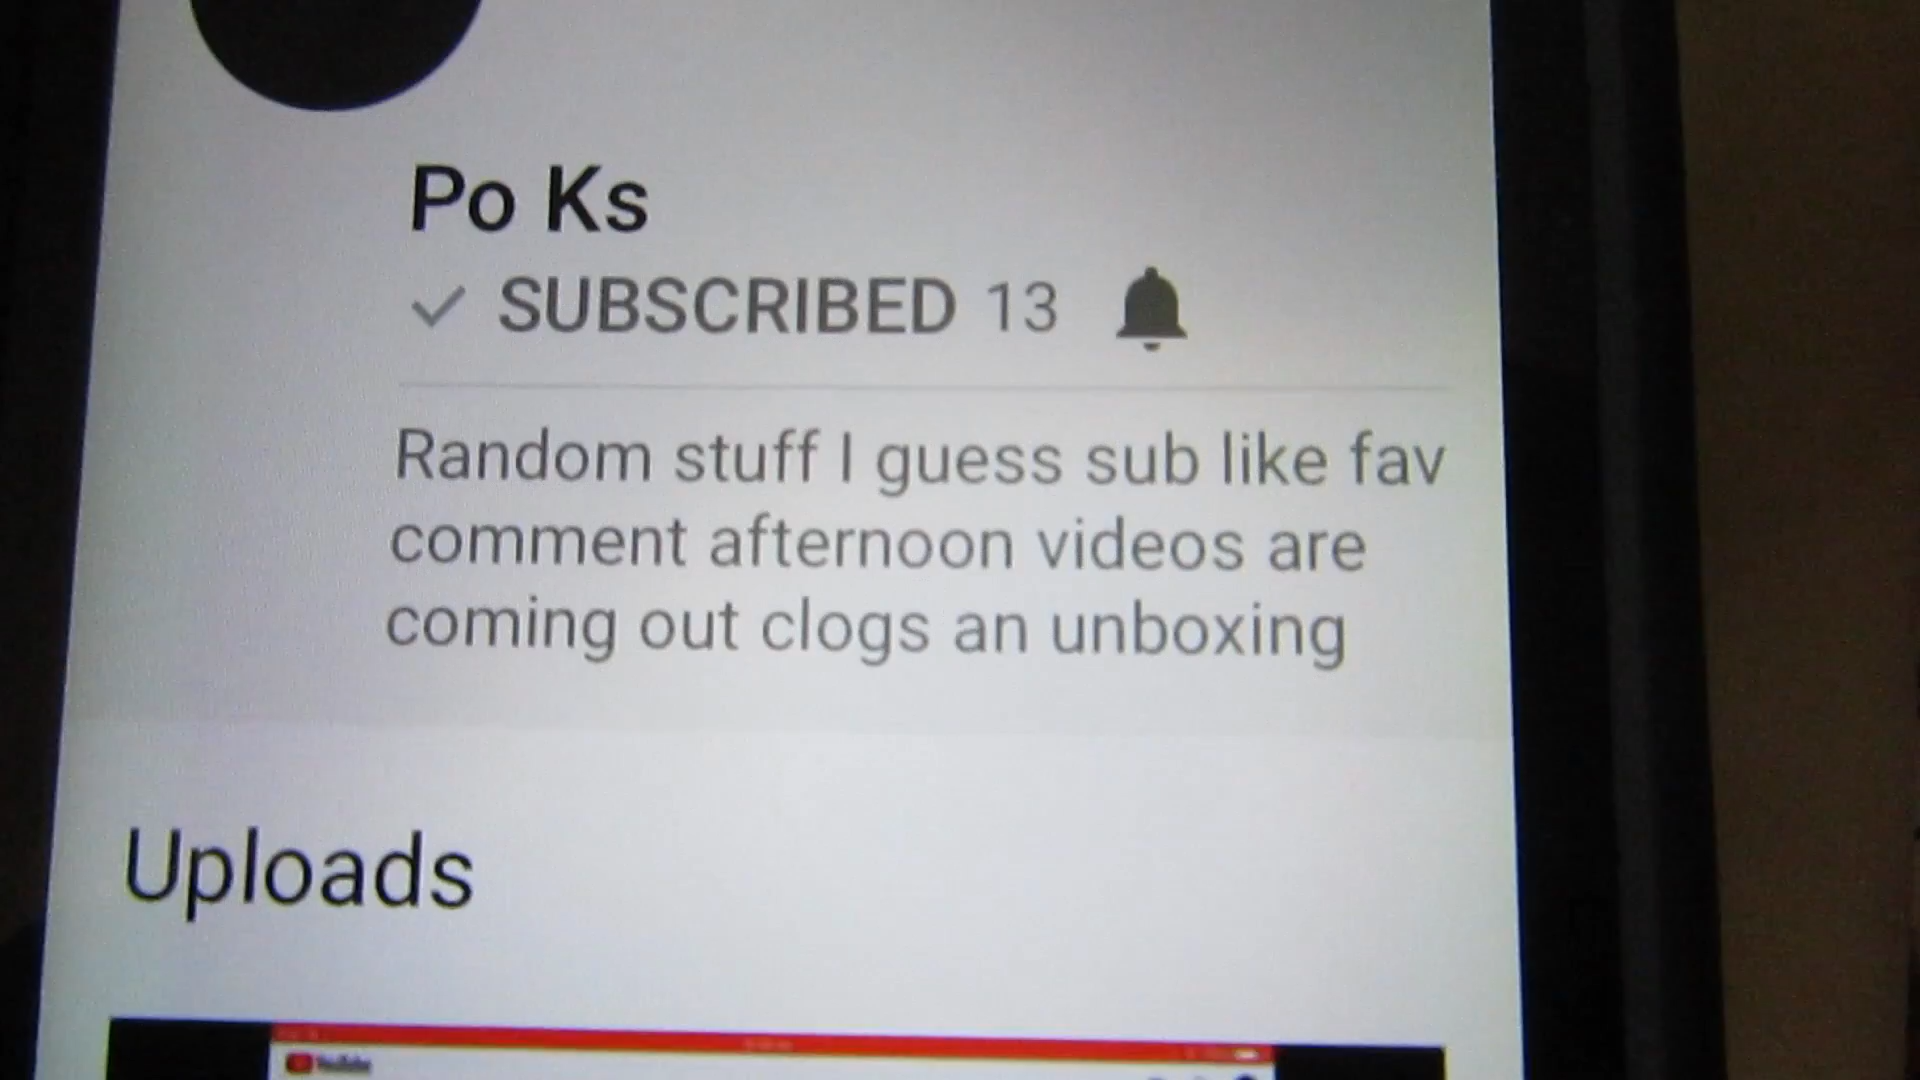 Po Ks
SUBSCRIBED 13
Random stuff I guess sub like fav
comment afternoon videos are
coming out clogs an unboxing
Uploads
YouTube